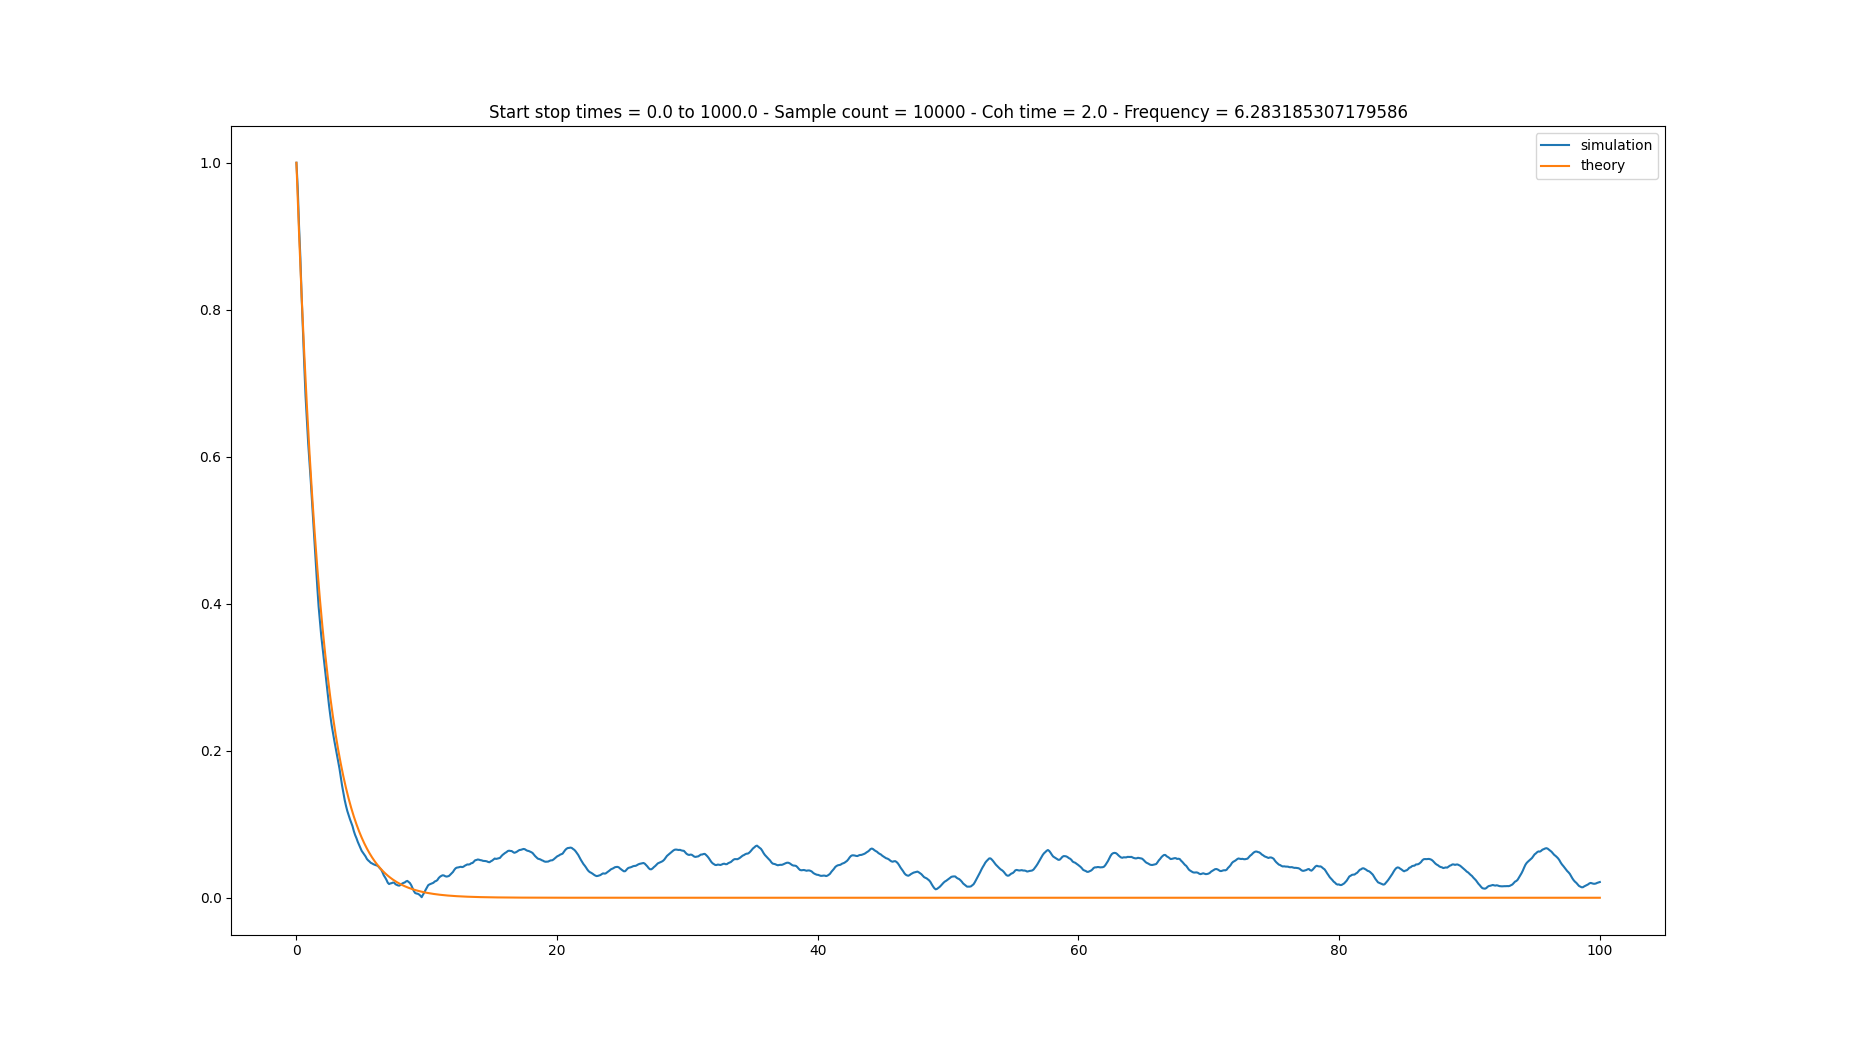 Start stop times = 0.0 to 1000.0 - Sample count = 10000 - Coh time = 2.0 - Frequency = 6.283185307179586
simulation
theory
1.0
0.8
0.6
0.4
0.2
0.0
0 20 40 60 80 100